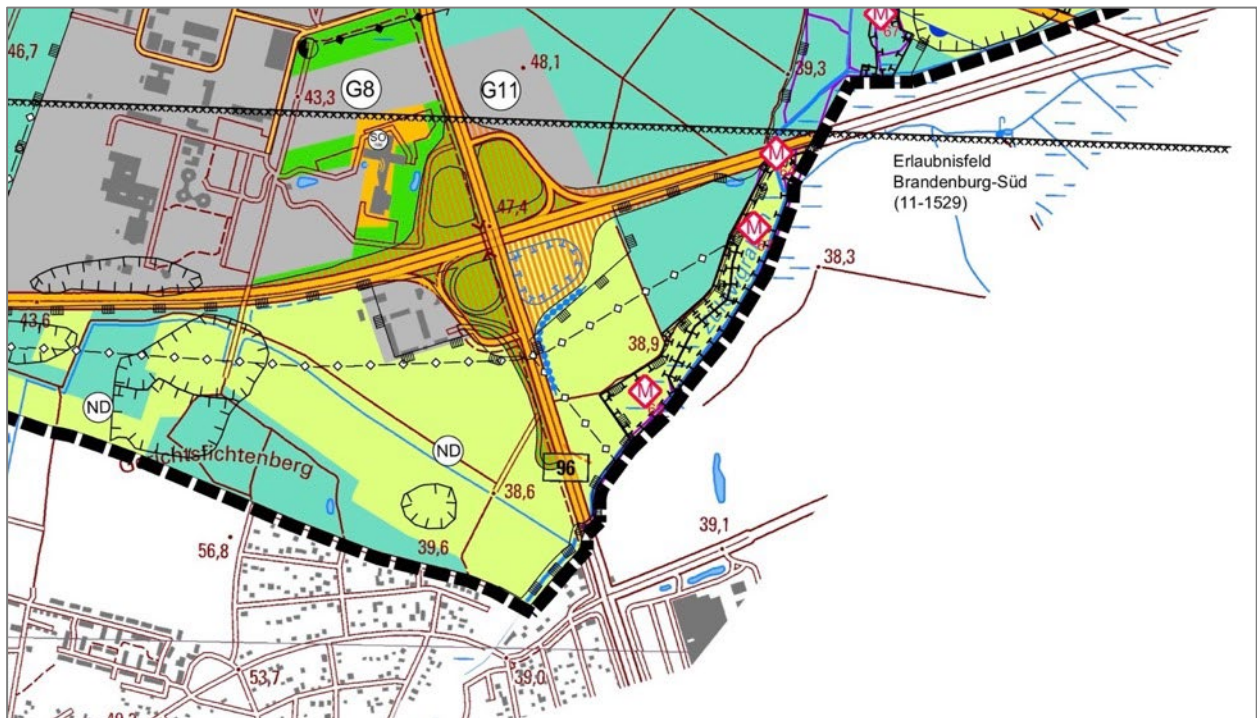 M
67
46,7
48,1
39,3
G8
G11
43,3
SO
M
Erlaubnisfeld
Brandenburg-Süd
(11-1529)
47,4
M
38,3
43,6
38,9
M
ND
ND
Gerichtsfichtenberg
96
38,6
39,1
56,8
39,6
53,7
39,0